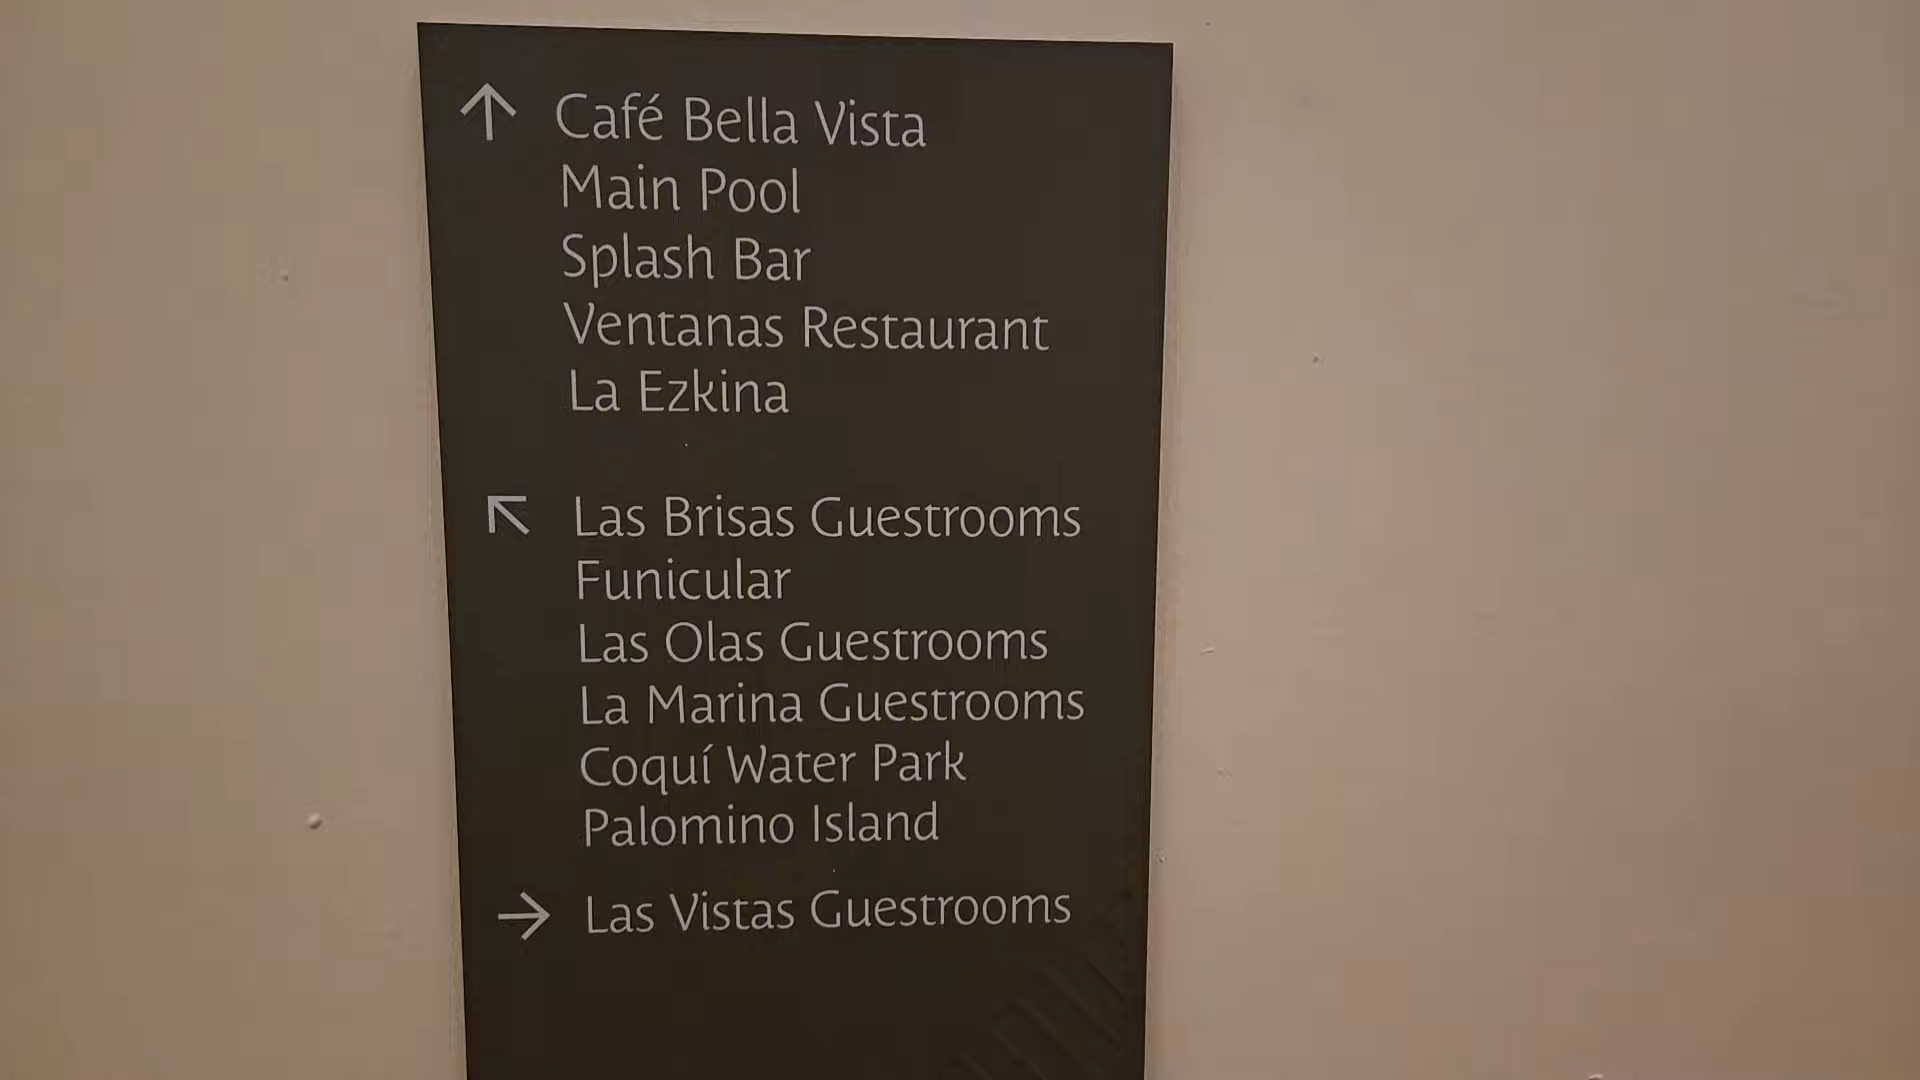 ↑ Café Bella Vista
Main Pool
Splash Bar
Ventanas Restaurant
La Ezkina
↖ Las Brisas Guestrooms
Funicular
Las Olas Guestrooms
La Marina Guestrooms
Coquí Water Park
Palomino Island
→ Las Vistas Guestrooms